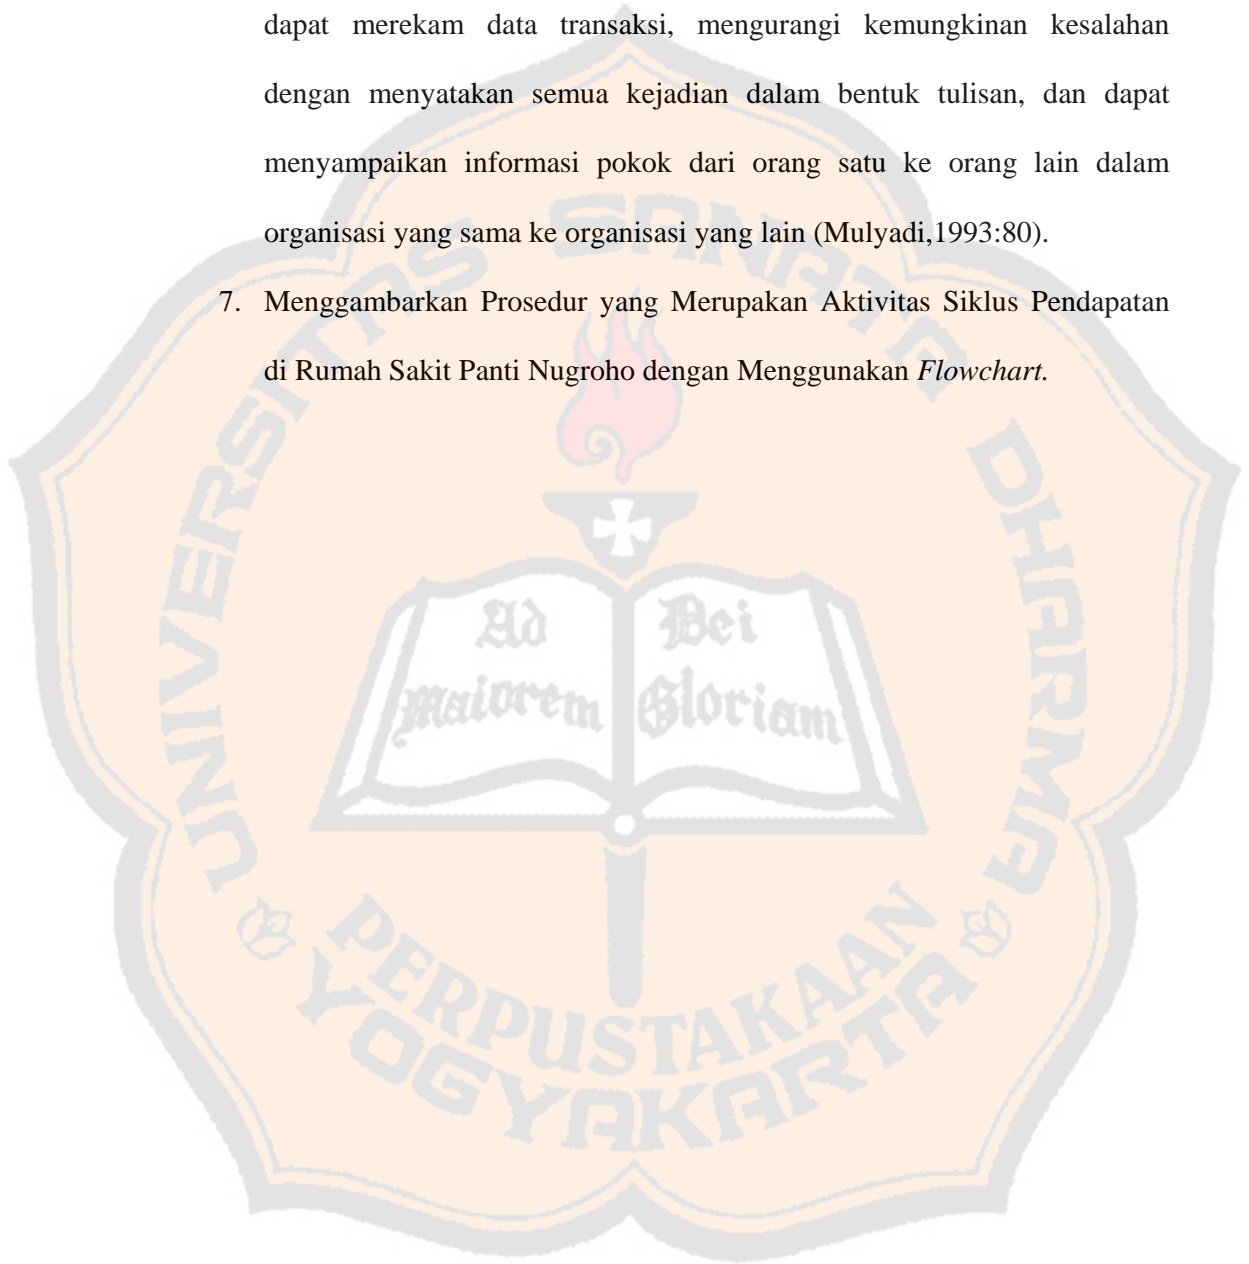 dapat merekam data transaksi, mengurangi kemungkinan kesalahan
dengan menyatakan semua kejadian dalam bentuk tulisan, dan dapat
menyampaikan informasi pokok dari orang satu ke orang lain dalam
organisasi yang sama ke organisasi yang lain (Mulyadi,1993:80).
7. Menggambarkan Prosedur yang Merupakan Aktivitas Siklus Pendapatan
di Rumah Sakit Panti Nugroho dengan Menggunakan Flowchart.
UNIVERSITAS SANATA DHARMA
Ad Dei
Maiorem Gloriam
PERPUSTAKAAN
YOGYAKARTA